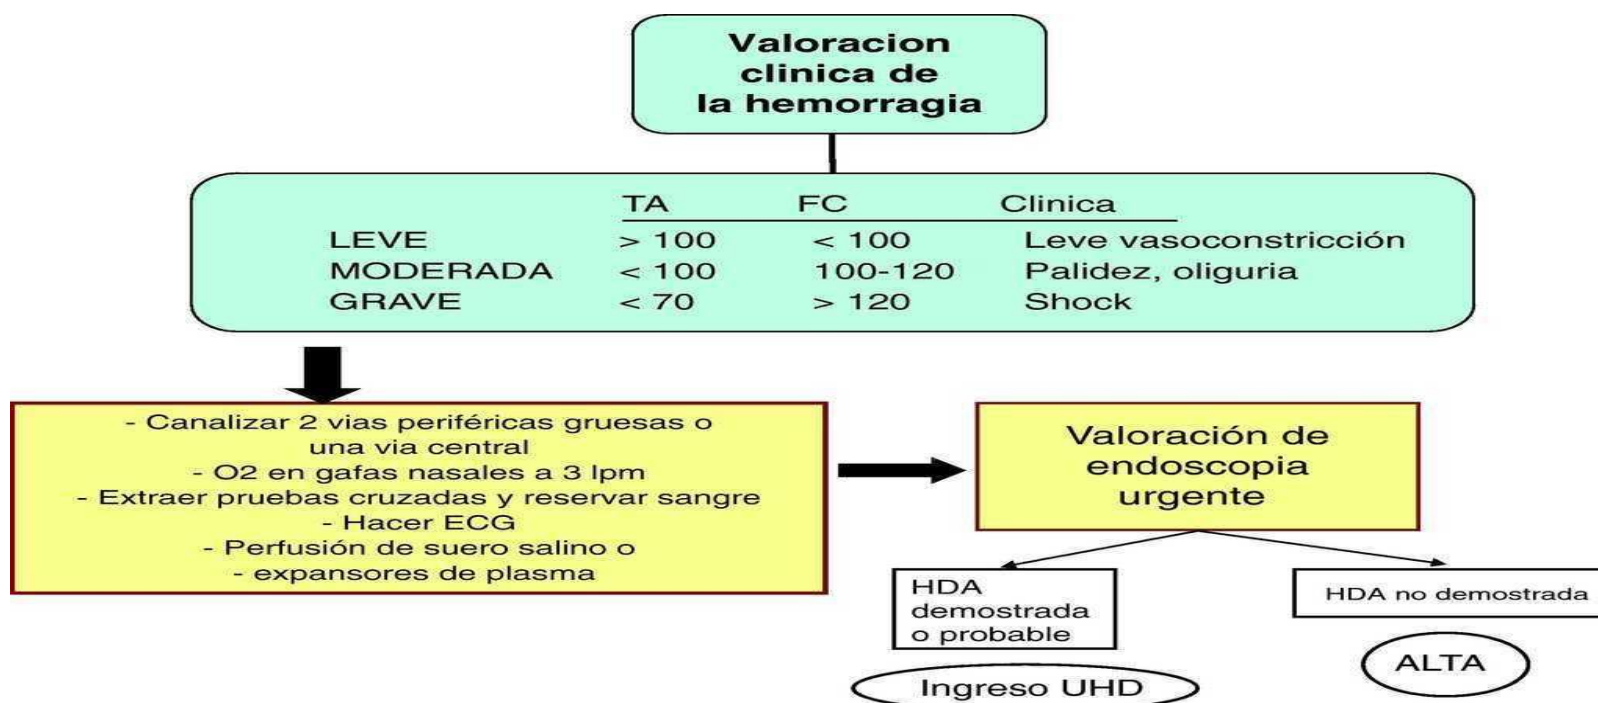 Valoracion
clinica de
la hemorragia
TA FC Clinica
LEVE > 100 < 100 Leve vasoconstricción
MODERADA < 100 100-120 Palidez, oliguria
GRAVE < 70 > 120 Shock
- Canalizar 2 vias periféricas gruesas o
una via central
- O2 en gafas nasales a 3 lpm
- Extraer pruebas cruzadas y reservar sangre
- Hacer ECG
- Perfusión de suero salino o
- expansores de plasma
Valoración de
endoscopia
urgente
HDA
demostrada
o probable
HDA no demostrada
Ingreso UHD
ALTA